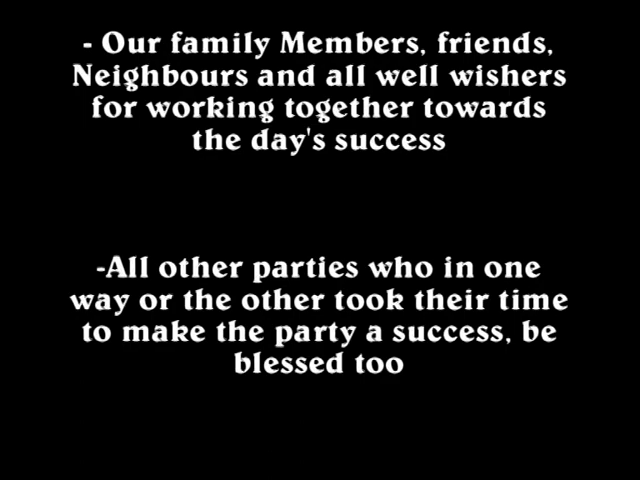 - Our family Members, friends,
Neighbours and all well wishers
for working together towards
the day's success
-All other parties who in one
way or the other took their time
to make the party a success, be
blessed too